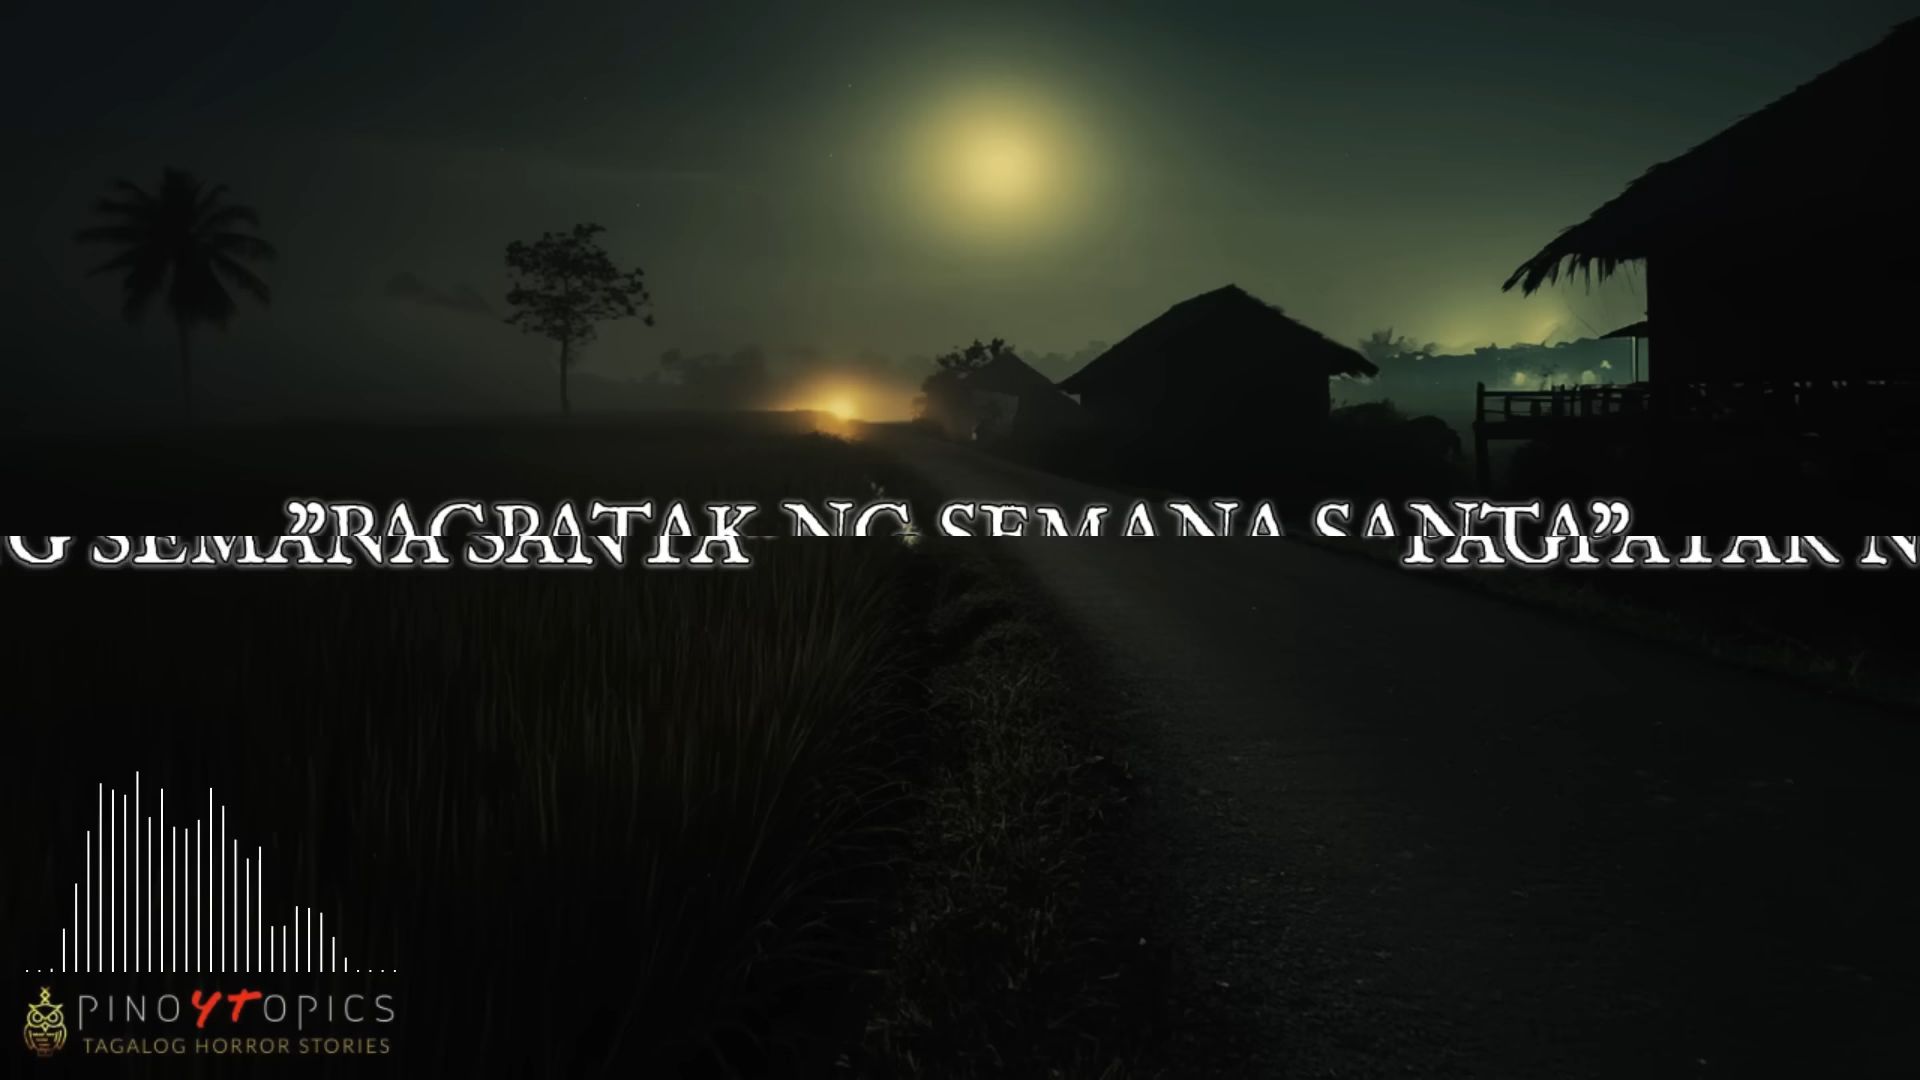 ”PAGPATAK NG SEMANA SANTA”
PINOYTOPICS
TAGALOG HORROR STORIES